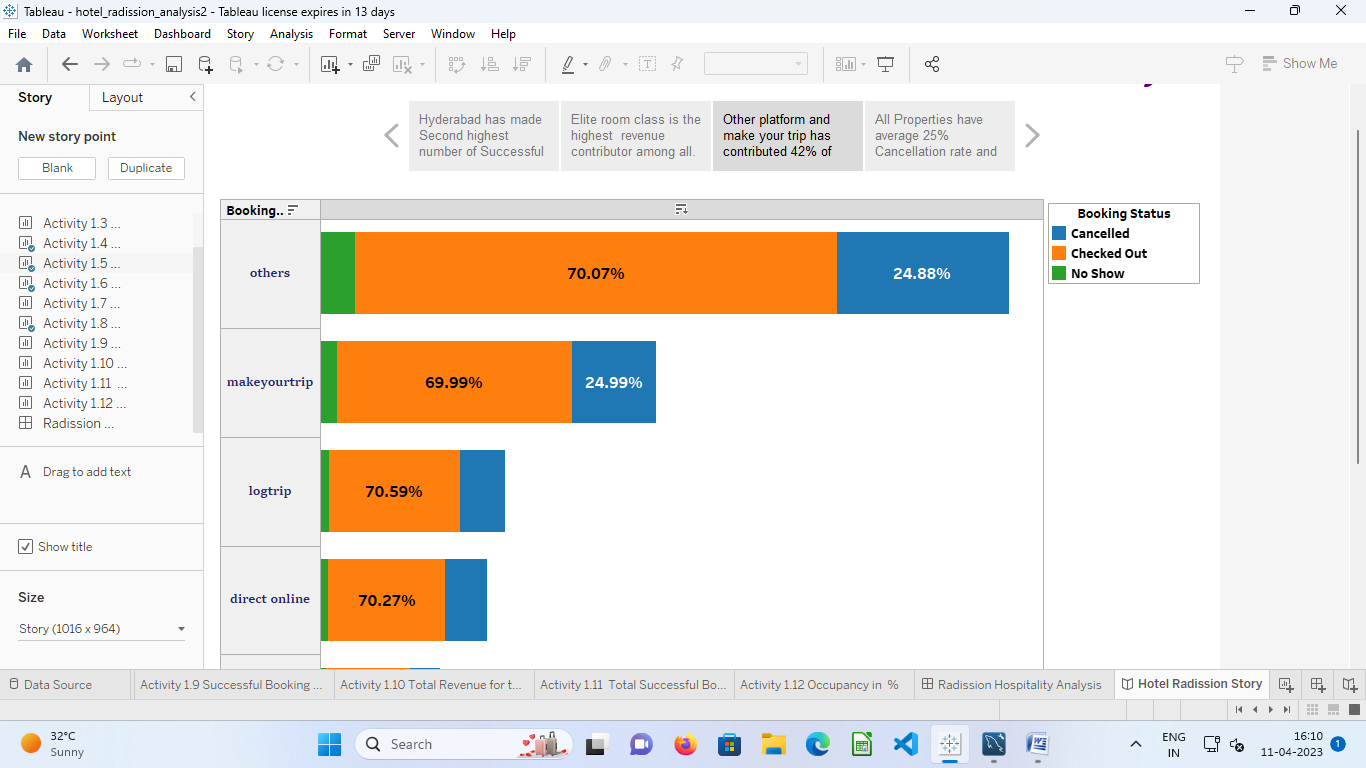 Tableau - hotel_radission_analysis2 - Tableau license expires in 13 days
File Data Worksheet Dashboard Story Analysis Format Server Window Help
Show Me
Story Layout
New story point
Blank Duplicate
Activity 1.3 ...
Activity 1.4 ...
Activity 1.5 ...
Activity 1.6 ...
Activity 1.7 ...
Activity 1.8 ...
Activity 1.9 ...
Activity 1.10 ...
Activity 1.11 ...
Activity 1.12 ...
Radission ...
A Drag to add text
Show title
Size
Story (1016 x 964)
Hyderabad has made
Second highest
number of Successful
Elite room class is the
highest revenue
contributor among all.
Other platform and
make your trip has
contributed 42% of
All Properties have
average 25%
Cancellation rate and
Booking..
others 70.07% 24.88%
makeyourtrip 69.99% 24.99%
logtrip 70.59%
direct online 70.27%
Booking Status
Cancelled
Checked Out
No Show
Data Source Activity 1.9 Successful Booking ... Activity 1.10 Total Revenue for t... Activity 1.11 Total Successful Bo... Activity 1.12 Occupancy in % Radission Hospitality Analysis Hotel Radission Story
32°C
Sunny
Search
ENG
IN
16:10
11-04-2023
1